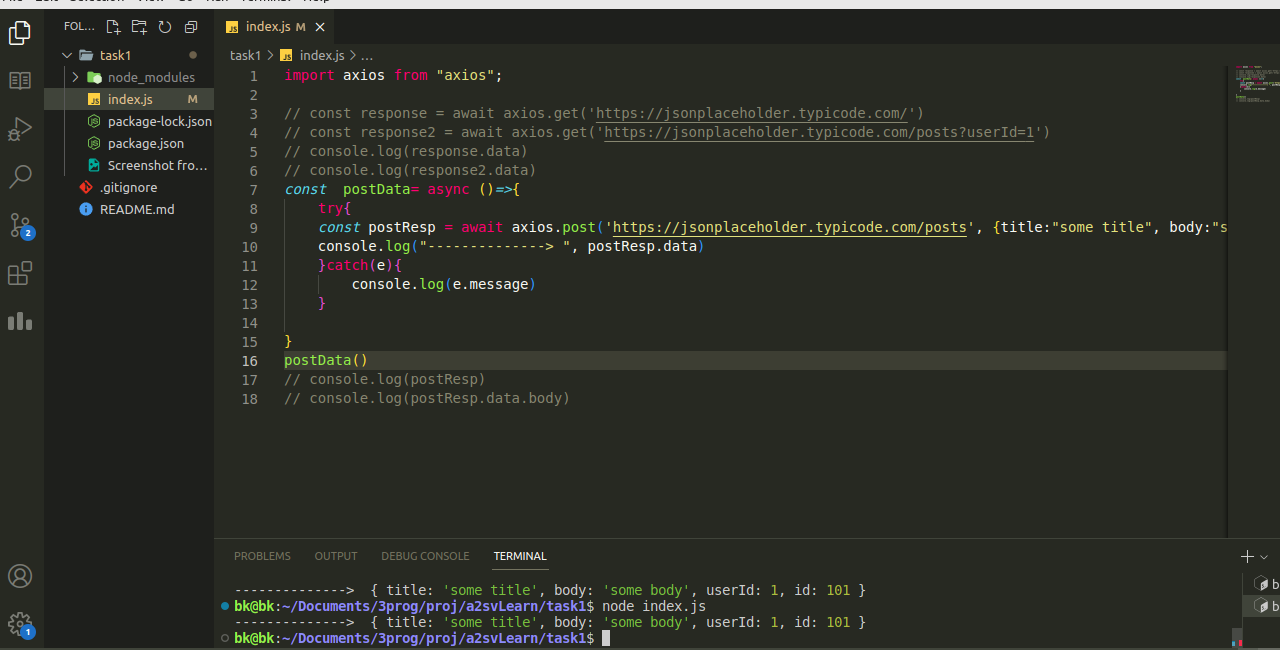 FOL...
task1
node_modules
index.js M
package-lock.json
package.json
Screenshot fro...
.gitignore
README.md
2
1
index.js M
task1 > index.js > ...
1 import axios from "axios";
2
3 // const response = await axios.get('https://jsonplaceholder.typicode.com/')
4 // const response2 = await axios.get('https://jsonplaceholder.typicode.com/posts?userId=1')
5 // console.log(response.data)
6 // console.log(response2.data)
7 const  postData= async ()=>{
8 try{
9 const postResp = await axios.post('https://jsonplaceholder.typicode.com/posts', {title:"some title", body:"s
10 console.log("--------------> ", postResp.data)
11 }catch(e){
12 console.log(e.message)
13 }
14
15 }
16 postData()
17 // console.log(postResp)
18 // console.log(postResp.data.body)
PROBLEMS OUTPUT DEBUG CONSOLE TERMINAL
-------------->  { title: 'some title', body: 'some body', userId: 1, id: 101 }
bk@bk:~/Documents/3prog/proj/a2svLearn/task1$ node index.js
-------------->  { title: 'some title', body: 'some body', userId: 1, id: 101 }
bk@bk:~/Documents/3prog/proj/a2svLearn/task1$
b
b